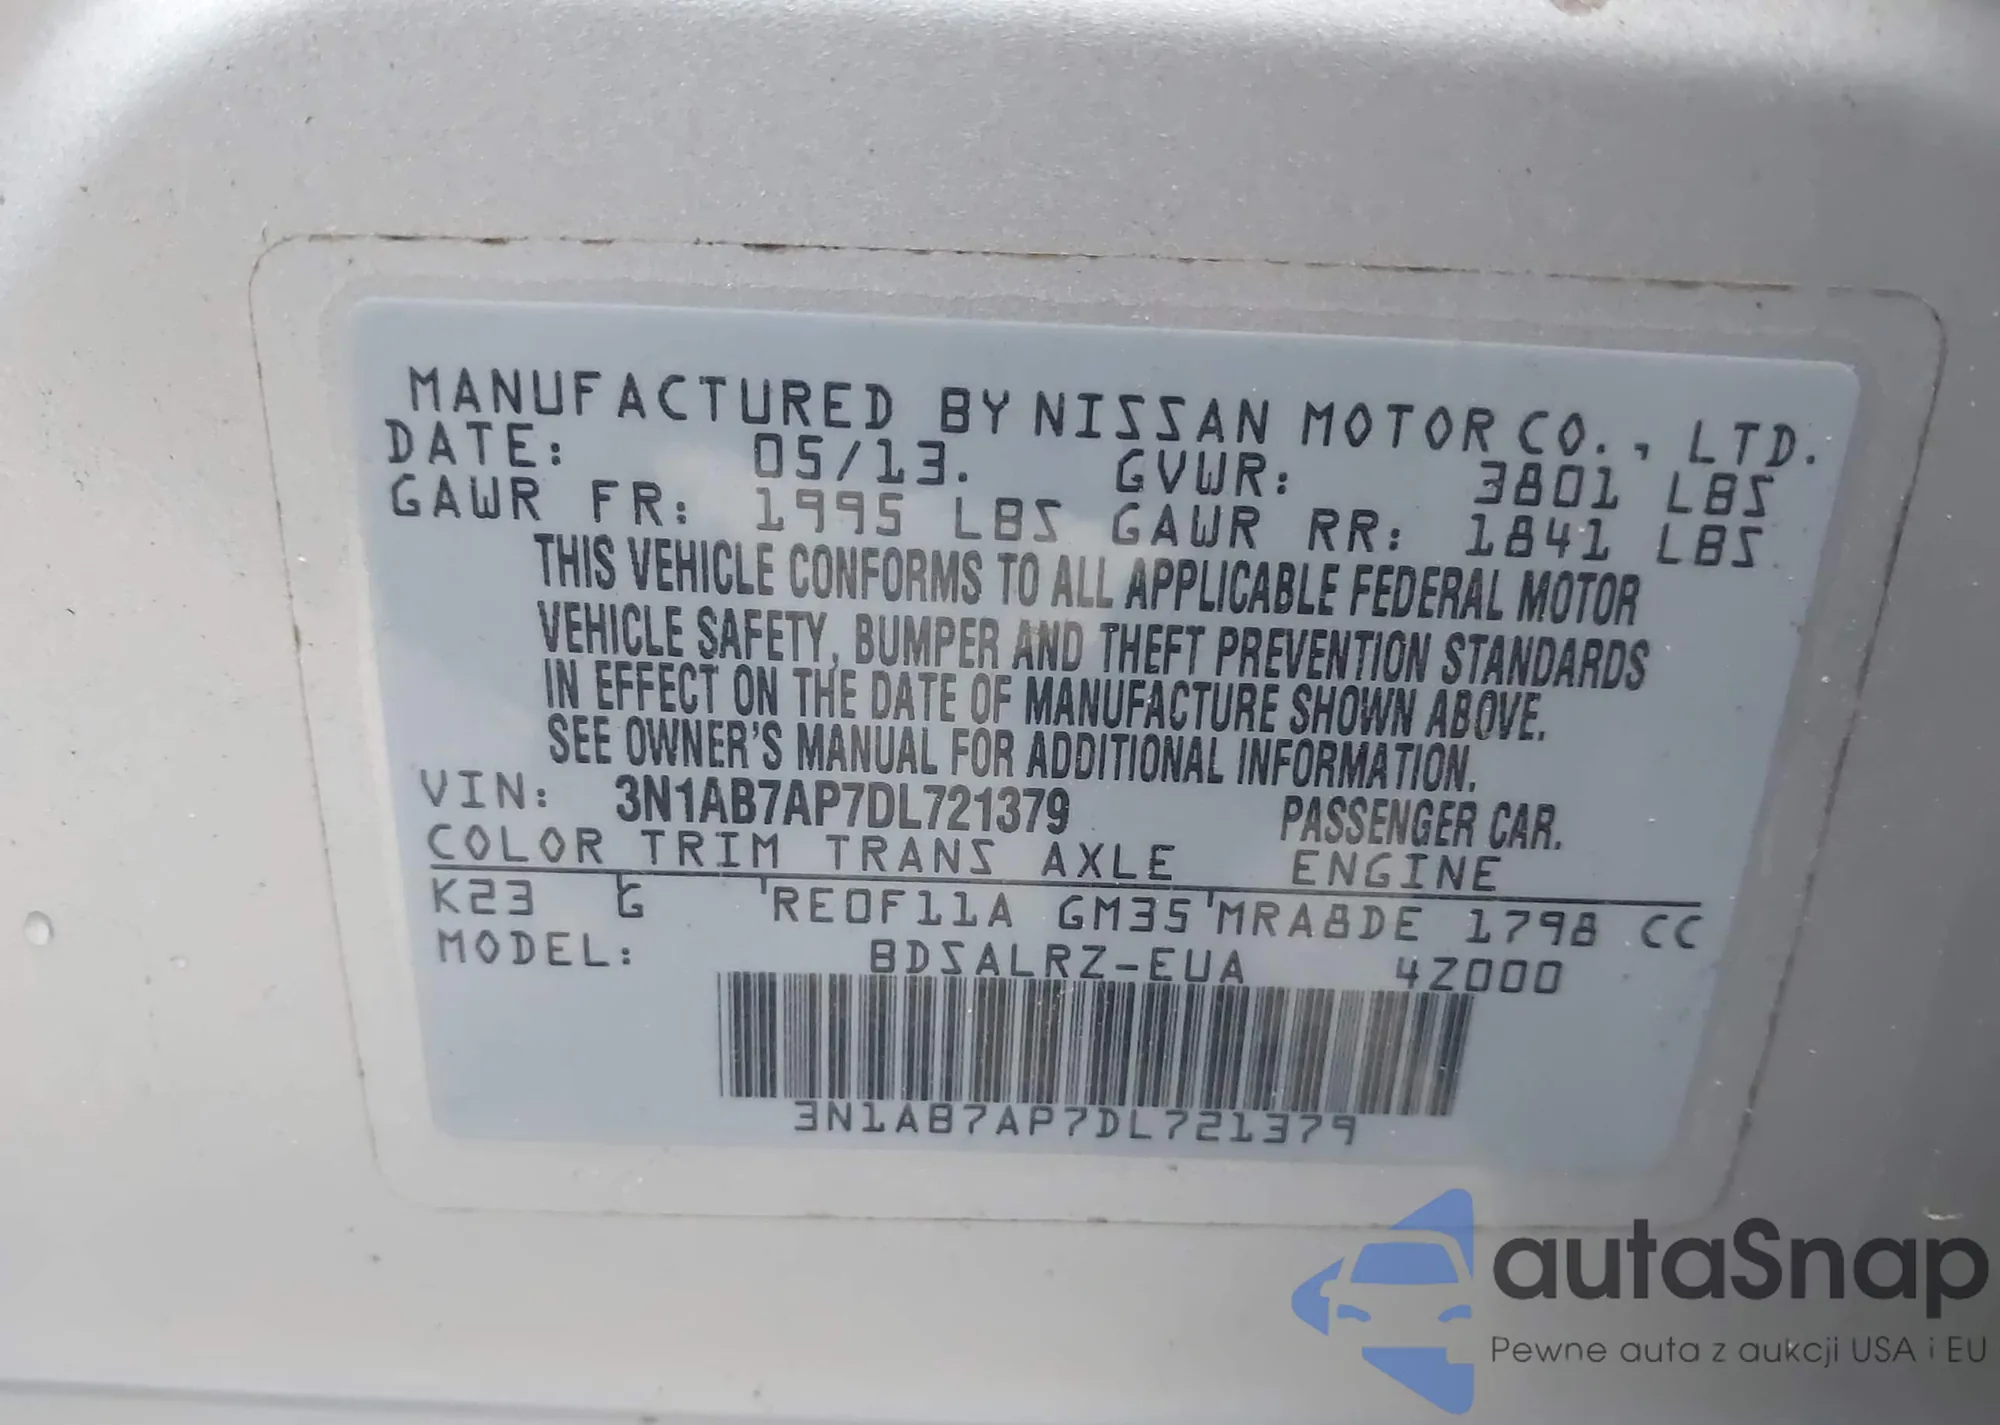 MANUFACTURED BY NISSAN MOTOR CO., LTD.
DATE: 05/13. GVWR: 3801 LBS
GAWR FR: 1995 LBS GAWR RR: 1841 LBS
THIS VEHICLE CONFORMS TO ALL APPLICABLE FEDERAL MOTOR
VEHICLE SAFETY, BUMPER AND THEFT PREVENTION STANDARDS
IN EFFECT ON THE DATE OF MANUFACTURE SHOWN ABOVE.
SEE OWNER'S MANUAL FOR ADDITIONAL INFORMATION.
VIN: 3N1AB7AP7DL721379 PASSENGER CAR.
COLOR TRIM TRANS AXLE ENGINE
K23 G RE0F11A GM35 MRA8DE 1798 CC
MODEL: BDSALRZ-EUA 4Z000
3N1AB7AP7DL721379
autaSnap
Pewne auta z aukcji USA i EU